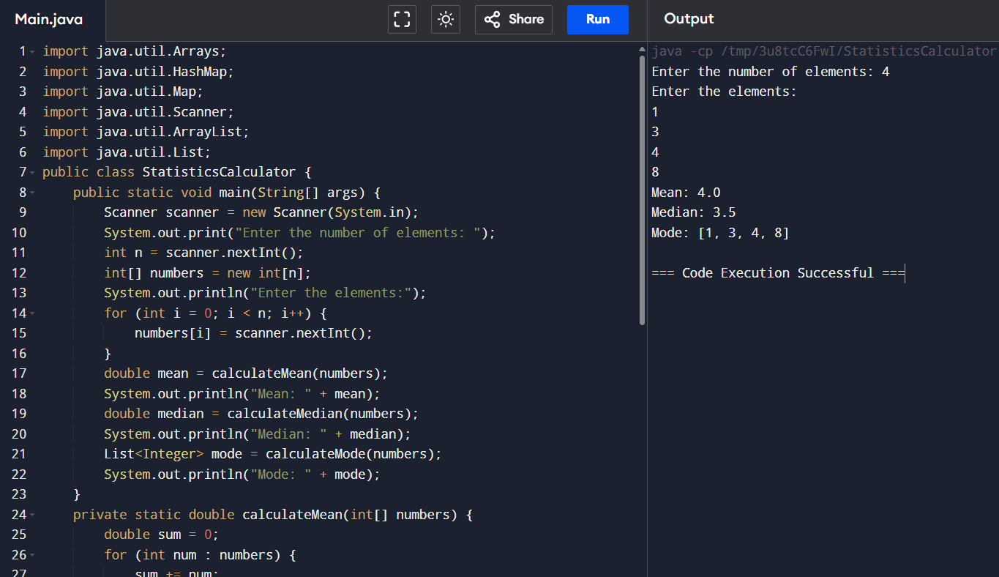 Main.java
Share
Run
Output
1 import java.util.Arrays;
2 import java.util.HashMap;
3 import java.util.Map;
4 import java.util.Scanner;
5 import java.util.ArrayList;
6 import java.util.List;
7 public class StatisticsCalculator {
8 public static void main(String[] args) {
9 Scanner scanner = new Scanner(System.in);
10 System.out.print("Enter the number of elements: ");
11 int n = scanner.nextInt();
12 int[] numbers = new int[n];
13 System.out.println("Enter the elements:");
14 for (int i = 0; i < n; i++) {
15 numbers[i] = scanner.nextInt();
16 }
17 double mean = calculateMean(numbers);
18 System.out.println("Mean: " + mean);
19 double median = calculateMedian(numbers);
20 System.out.println("Median: " + median);
21 List<Integer> mode = calculateMode(numbers);
22 System.out.println("Mode: " + mode);
23 }
24 private static double calculateMean(int[] numbers) {
25 double sum = 0;
26 for (int num : numbers) {
27 sum += num;
java -cp /tmp/3u8tcC6FwI/StatisticsCalculator
Enter the number of elements: 4
Enter the elements:
1
3
4
8
Mean: 4.0
Median: 3.5
Mode: [1, 3, 4, 8]
=== Code Execution Successful ===